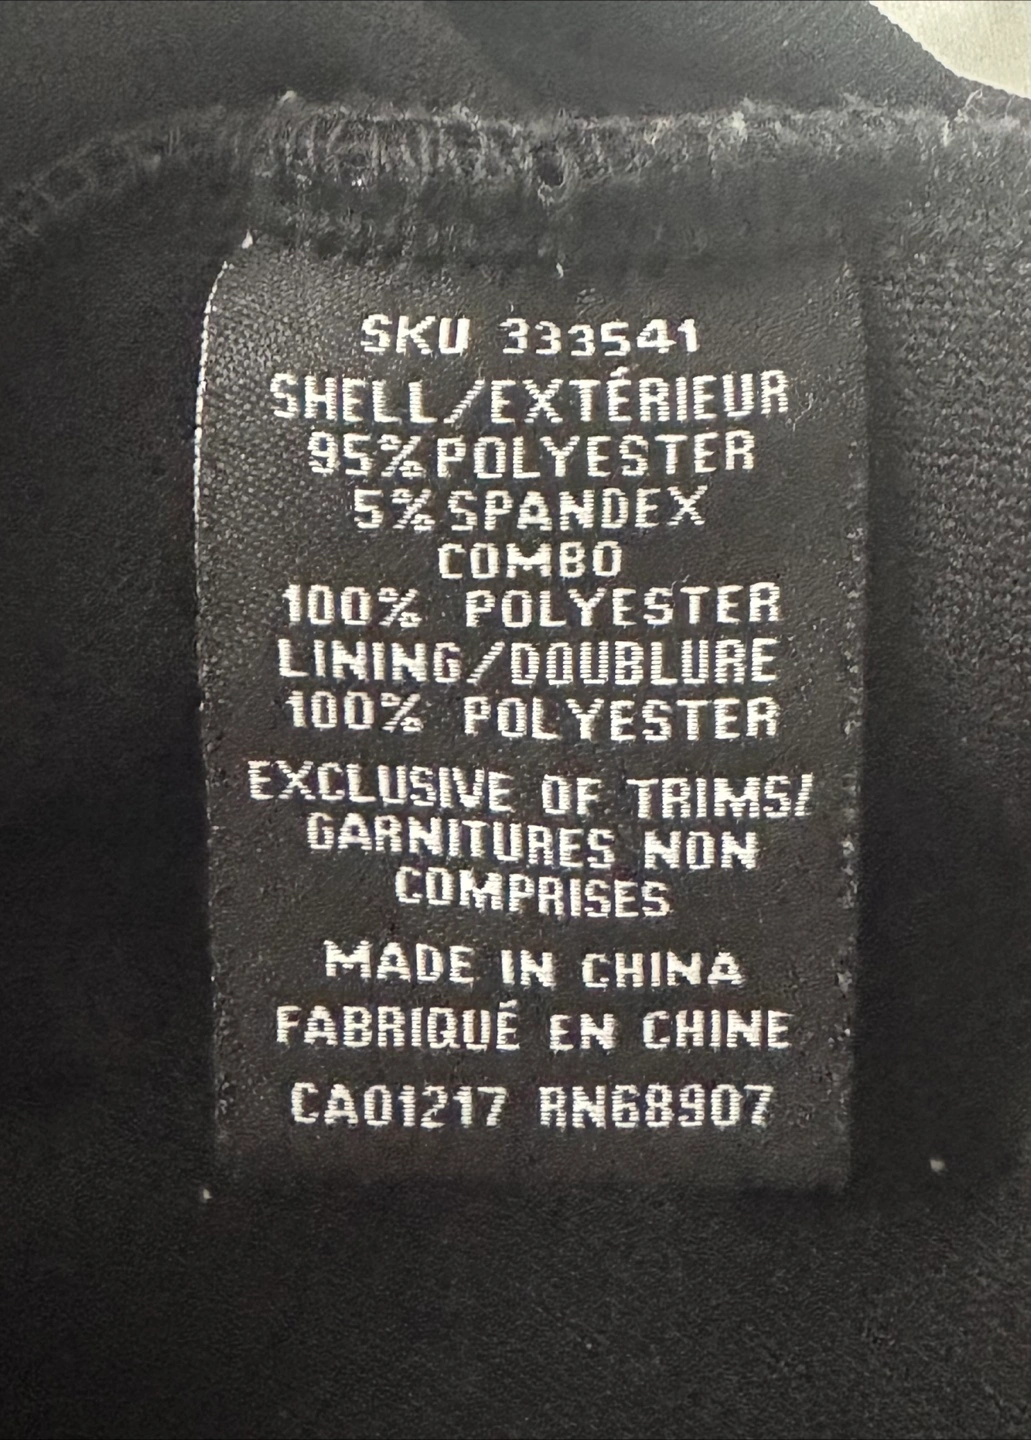 SKU 333541
SHELL/EXTÉRIEUR
95%POLYESTER
5%SPANDEX
COMBO
100% POLYESTER
LINING/DOUBLURE
100% POLYESTER
EXCLUSIVE OF TRIMS/
GARNITURES NON
COMPRISES
MADE IN CHINA
FABRIQUÉ EN CHINE
CA01217 RN68907